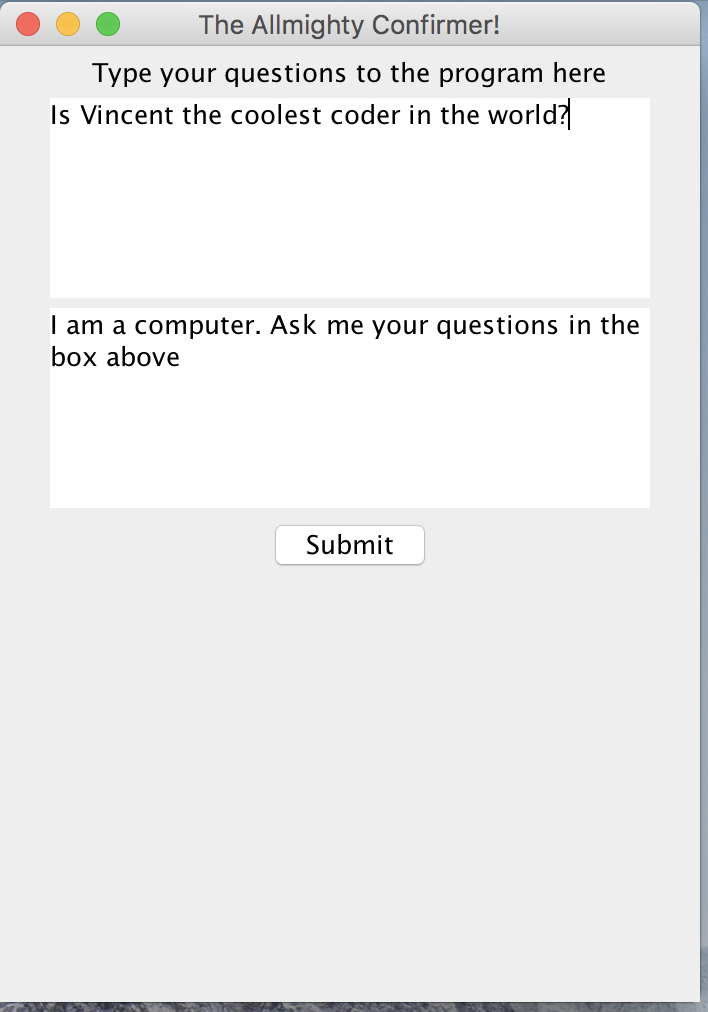 The Allmighty Confirmer!
Type your questions to the program here
Is Vincent the coolest coder in the world?
I am a computer. Ask me your questions in the
box above
Submit